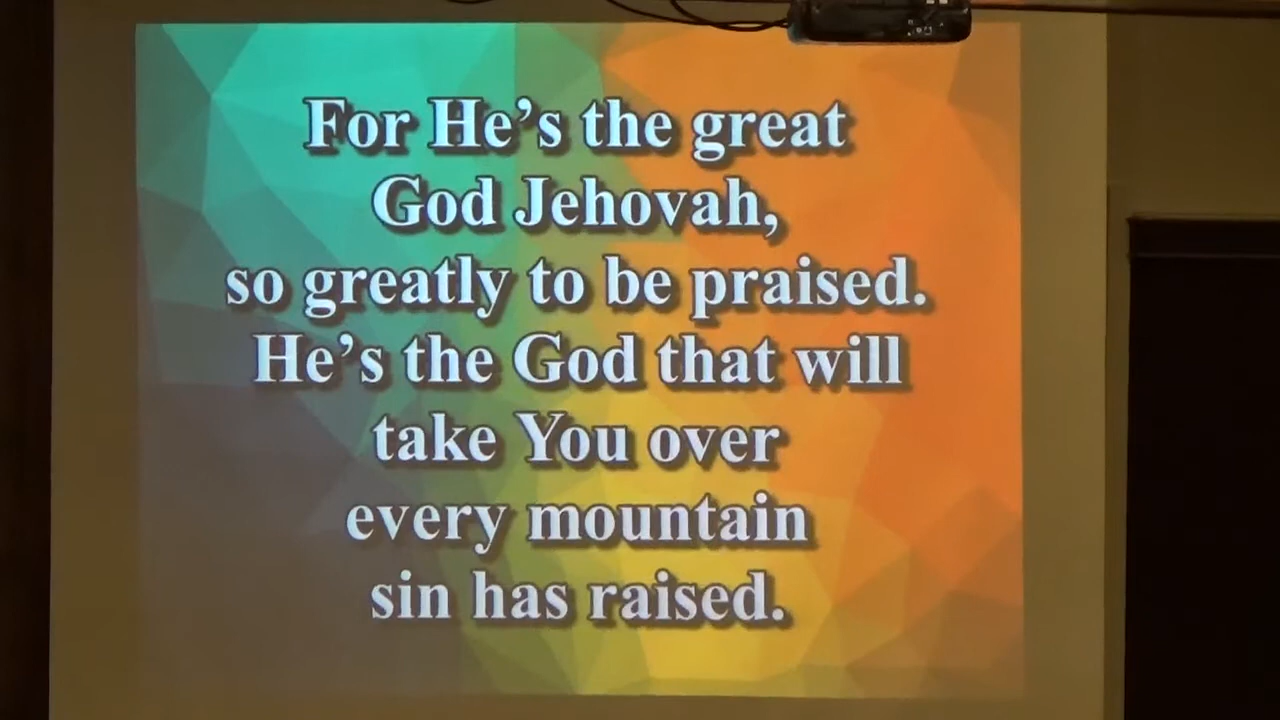 For He’s the great
God Jehovah,
so greatly to be praised.
He’s the God that will
take You over
every mountain
sin has raised.